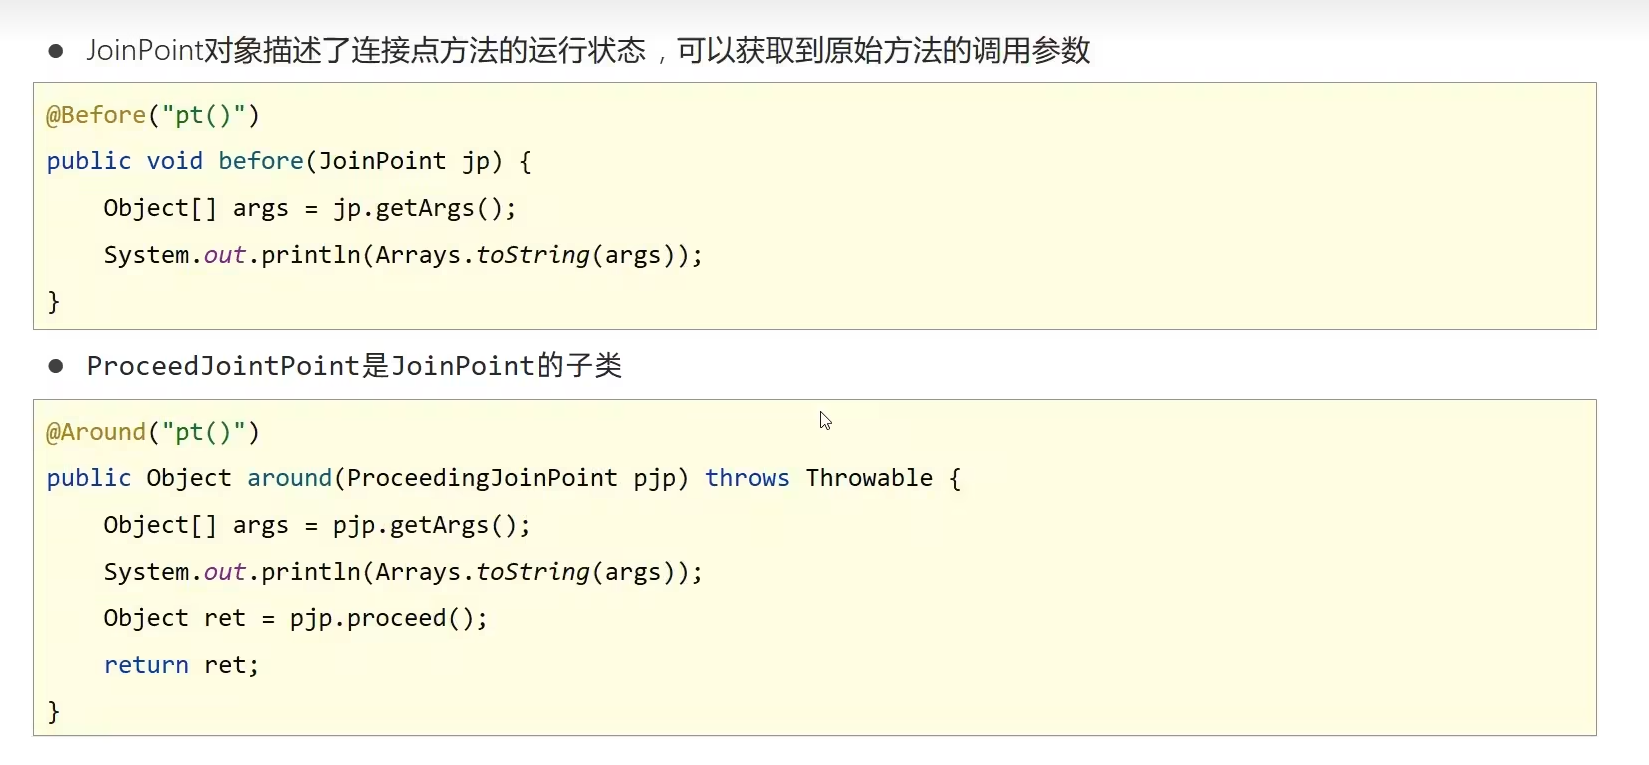 ● JoinPoint对象描述了连接点方法的运行状态，可以获取到原始方法的调用参数
@Before("pt()")
public void before(JoinPoint jp) {
    Object[] args = jp.getArgs();
    System.out.println(Arrays.toString(args));
}
● ProceedJointPoint是JoinPoint的子类
@Around("pt()")
public Object around(ProceedingJoinPoint pjp) throws Throwable {
    Object[] args = pjp.getArgs();
    System.out.println(Arrays.toString(args));
    Object ret = pjp.proceed();
    return ret;
}